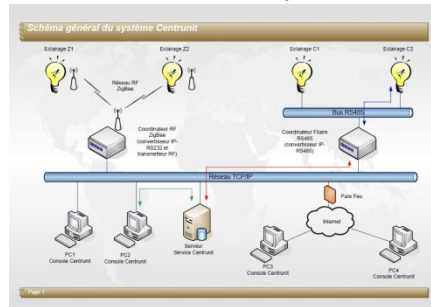 Schéma général du système Centrunit
Eclairage Z1
Eclairage Z2
Eclairage C1
Eclairage C2
Réseau RF
ZigBee
Bus RS485
Coordinateur RF
ZigBee
(convertisseur IP-
RS232 et
transmetteur RF)
Coordinateur Filaire
RS485
(convertisseur IP-
RS485)
Réseau TCP/IP
Pare Feu
Internet
PC1
Console Centrunit
PC2
Console Centrunit
Serveur
Service Centrunit
PC3
Console Centrunit
PC4
Console Centrunit
Page 1